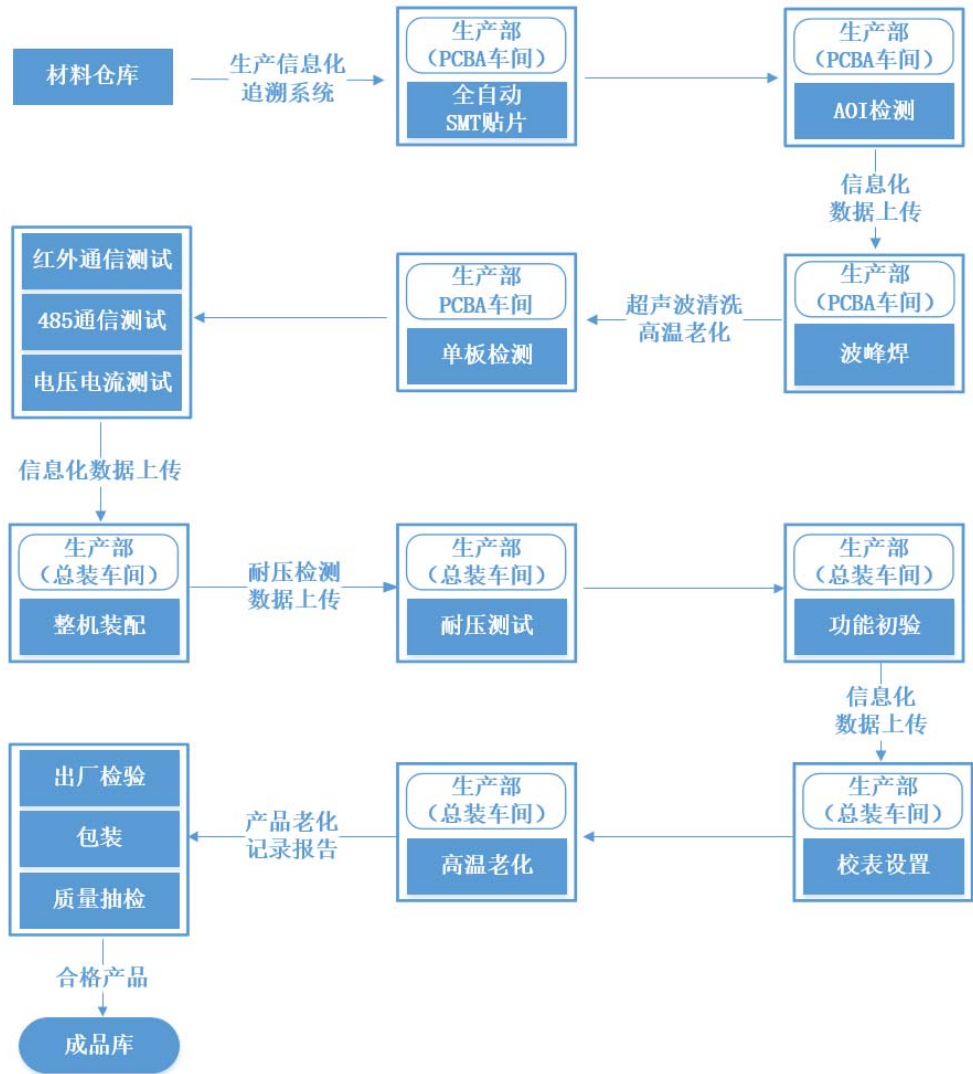 材料仓库
生产信息化
追溯系统
生产部
（PCBA车间）
全自动
SMT贴片
生产部
（PCBA车间）
AOI检测
信息化
数据上传
生产部
（PCBA车间）
波峰焊
超声波清洗
高温老化
生产部
PCBA车间
单板检测
红外通信测试
485通信测试
电压电流测试
信息化数据上传
生产部
（总装车间）
整机装配
耐压检测
数据上传
生产部
（总装车间）
耐压测试
生产部
（总装车间）
功能初验
信息化
数据上传
生产部
（总装车间）
校表设置
生产部
（总装车间）
高温老化
产品老化
记录报告
出厂检验
包装
质量抽检
合格产品
成品库